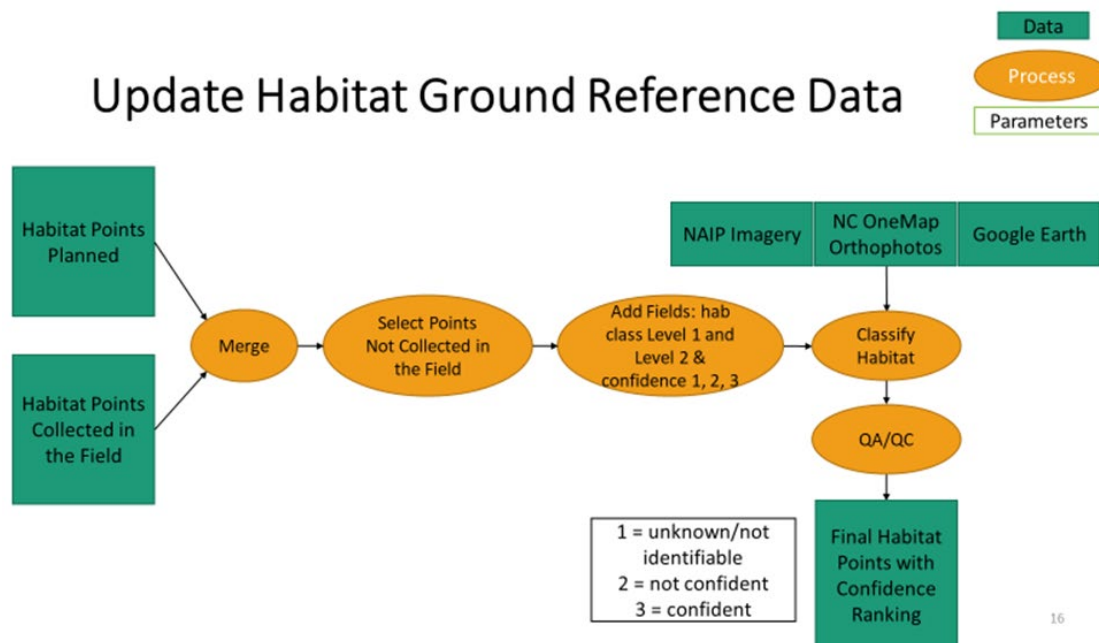 Data
Process
Parameters
Update Habitat Ground Reference Data
Habitat Points
Planned
Habitat Points
Collected in
the Field
Merge
Select Points
Not Collected in
the Field
Add Fields: hab
class Level 1 and
Level 2 &
confidence 1, 2, 3
NAIP Imagery
NC OneMap
Orthophotos
Google Earth
Classify
Habitat
QA/QC
1 = unknown/not
identifiable
2 = not confident
3 = confident
Final Habitat
Points with
Confidence
Ranking
16